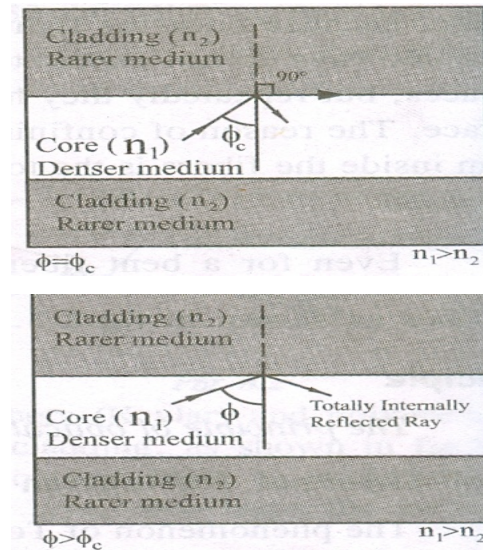 Cladding (n₂)
Rarer medium
90°
ϕc
Core (n₁)
Denser medium
Cladding (n₂)
Rarer medium
ϕ=ϕc
n₁>n₂
Even for a bent
Cladding (n₂)
Rarer medium
Core (n₁)
Denser medium
ϕ
Totally Internally
Reflected Ray
Cladding (n₂)
Rarer medium
The phenomenon of
ϕ>ϕc
n₁>n₂